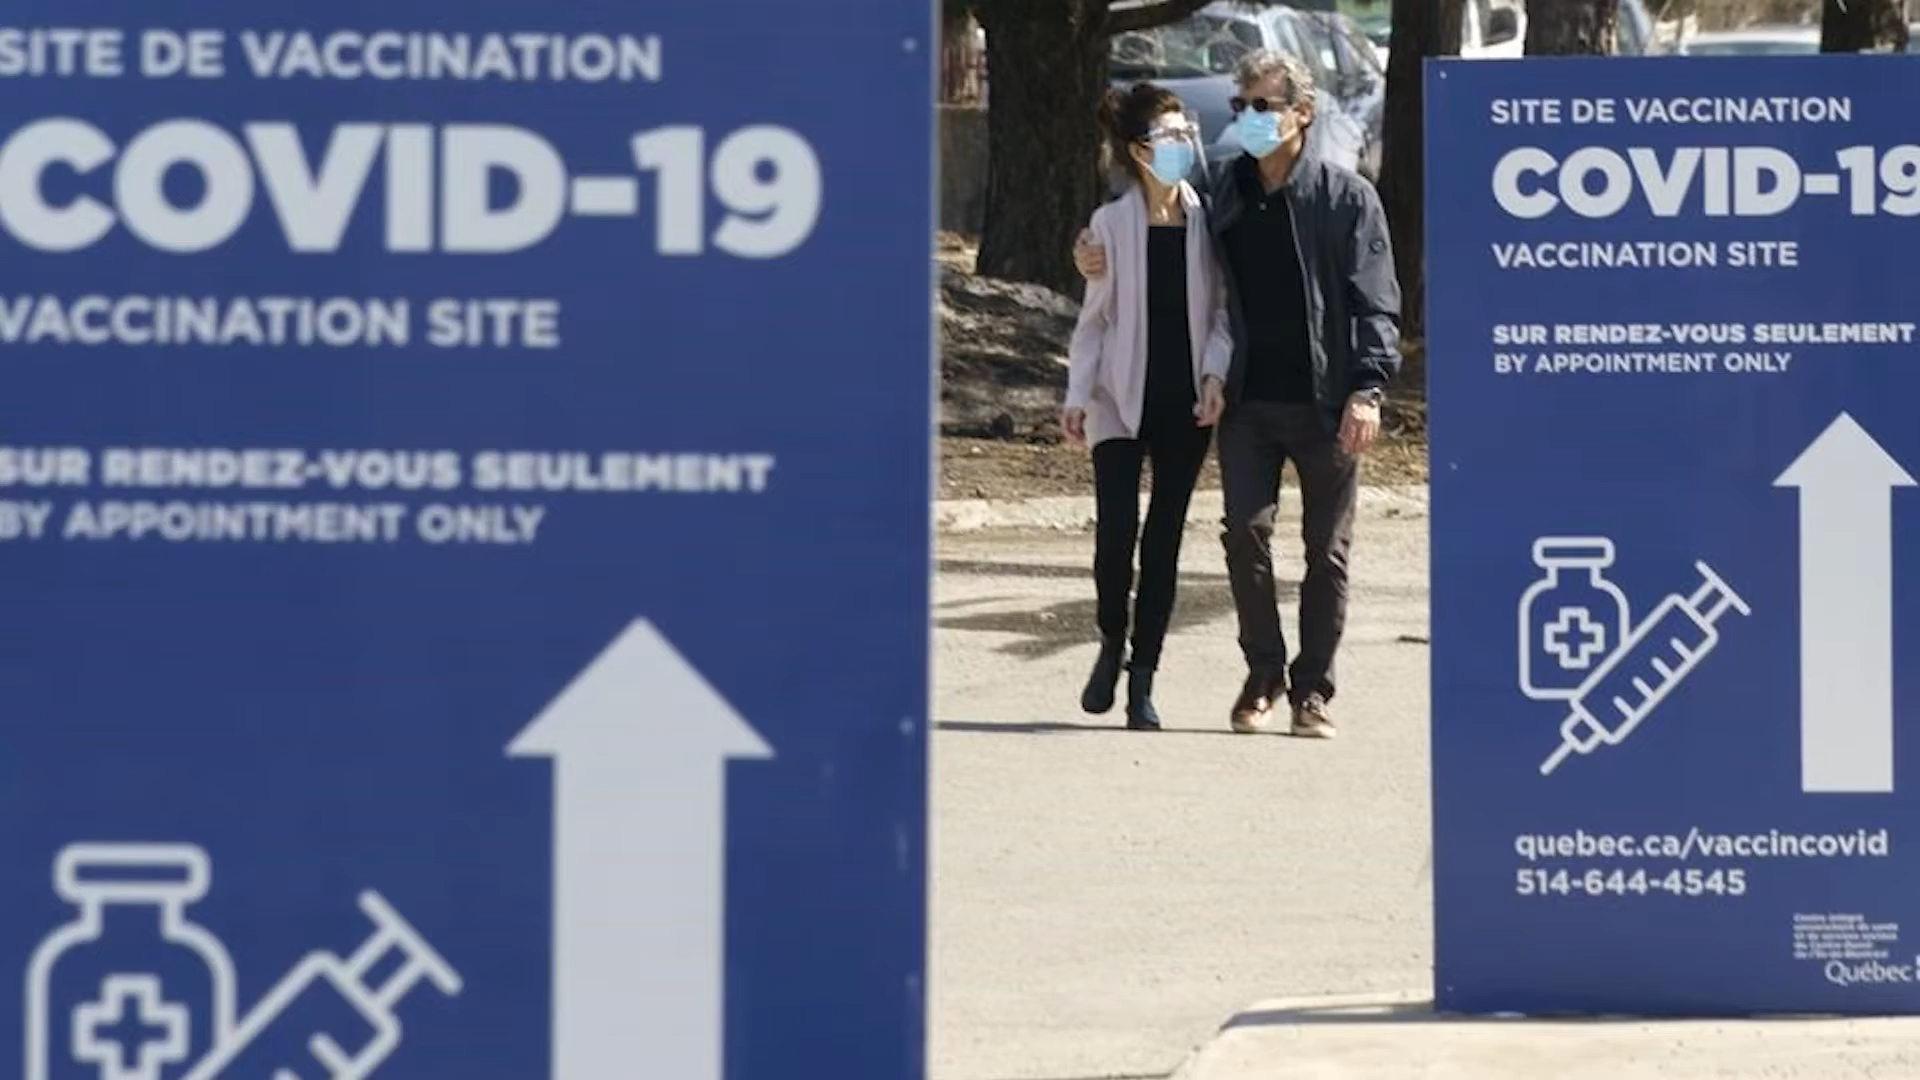 SITE DE VACCINATION
COVID-19
VACCINATION SITE
SUR RENDEZ-VOUS SEULEMENT
BY APPOINTMENT ONLY
SITE DE VACCINATION
COVID-19
VACCINATION SITE
SUR RENDEZ-VOUS SEULEMENT
BY APPOINTMENT ONLY
quebec.ca/vaccincovid
514-644-4545
Québec